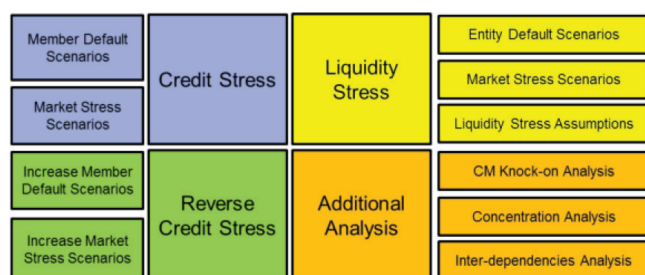 Member Default
Scenarios
Market Stress
Scenarios
Credit Stress
Liquidity
Stress
Entity Default Scenarios
Market Stress Scenarios
Liquidity Stress Assumptions
Increase Member
Default Scenarios
Increase Market
Stress Scenarios
Reverse
Credit Stress
Additional
Analysis
CM Knock-on Analysis
Concentration Analysis
Inter-dependencies Analysis